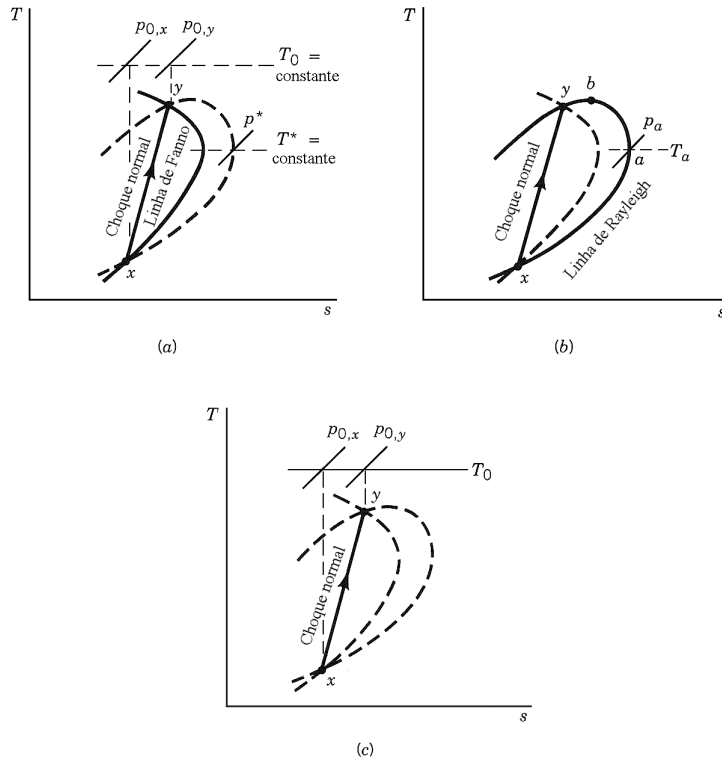 T
p0,x p0,y
T0 =
constante
y
p*
T* =
constante
Choque normal
Linha de Fanno
x
s
(a)
T
b
y
pa
Ta
a
Choque normal
Linha de Rayleigh
x
s
(b)
T
p0,x p0,y
T0
y
Choque normal
x
s
(c)